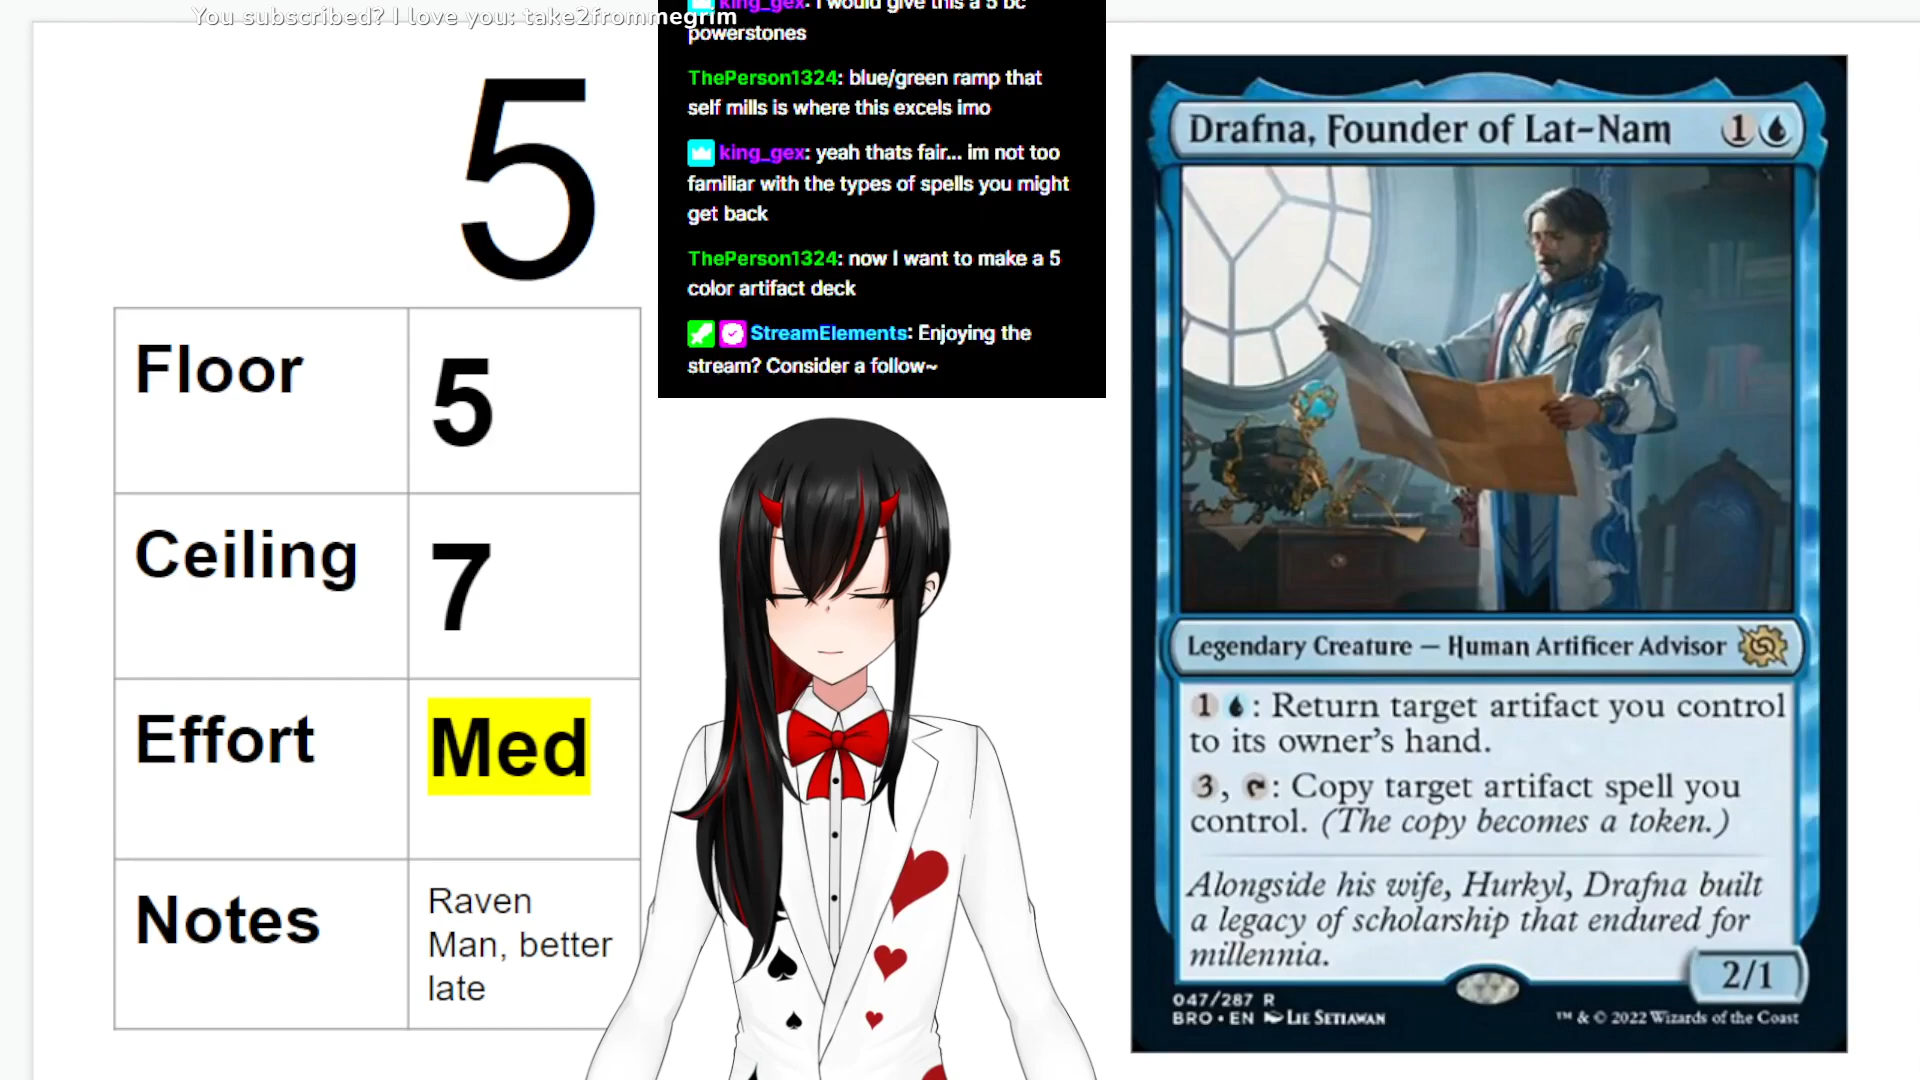 You subscribed? I love you: take2frommegrim
5
Floor
5
Ceiling
7
Effort
Med
Notes
Raven
Man, better
late
king_gex: I would give this a 5 bc
powerstones
ThePerson1324: blue/green ramp that
self mills is where this excels imo
king_gex: yeah thats fair... im not too
familiar with the types of spells you might
get back
ThePerson1324: now I want to make a 5
color artifact deck
StreamElements: Enjoying the
stream? Consider a follow~
Drafna, Founder of Lat-Nam 1
Legendary Creature — Human Artificer Advisor
1 : Return target artifact you control
to its owner's hand.
3, : Copy target artifact spell you
control. (The copy becomes a token.)
Alongside his wife, Hurkyl, Drafna built
a legacy of scholarship that endured for
millennia.
2/1
047/287 R
BRO • EN LIE SETIAWAN
™ & © 2022 Wizards of the Coast